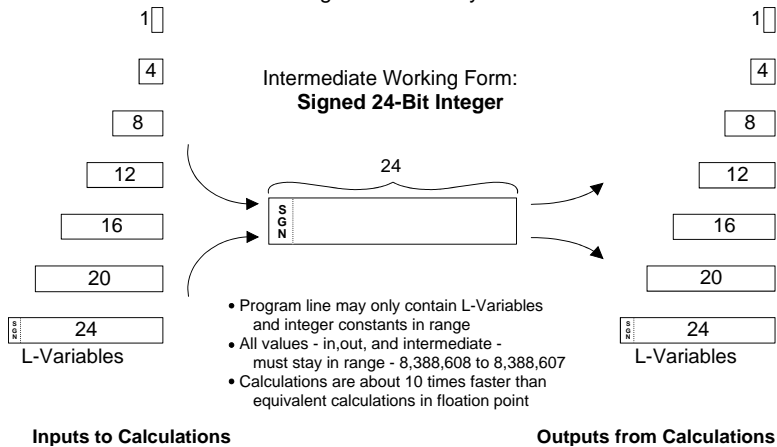 1
4
8
12
16
20
SGN 24
L-Variables
Inputs to Calculations
Intermediate Working Form:
Signed 24-Bit Integer
24
SGN
• Program line may only contain L-Variables
and integer constants in range
• All values - in,out, and intermediate -
must stay in range - 8,388,608 to 8,388,607
• Calculations are about 10 times faster than
equivalent calculations in floation point
1
4
8
12
16
20
SGN 24
L-Variables
Outputs from Calculations